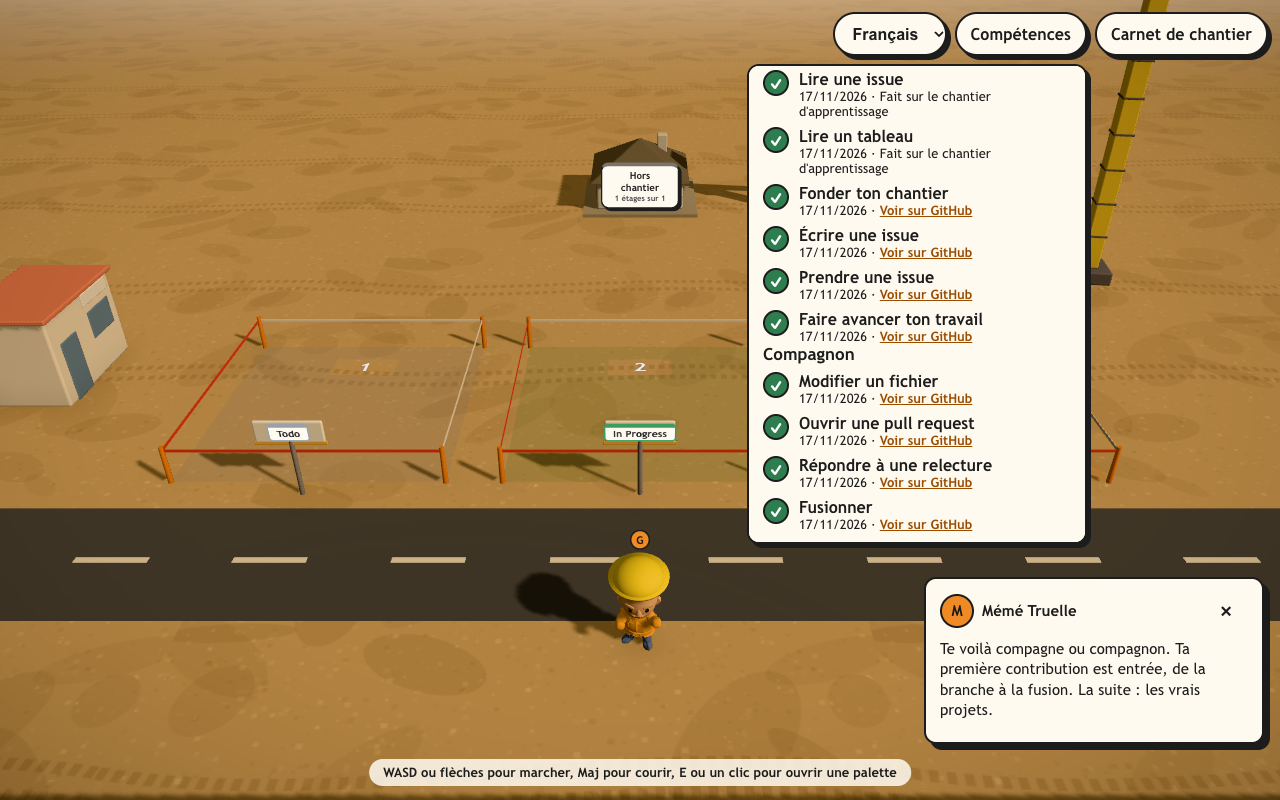 Français
Compétences
Carnet de chantier
Lire une issue
17/11/2026 · Fait sur le chantier
d'apprentissage
Lire un tableau
17/11/2026 · Fait sur le chantier
d'apprentissage
Fonder ton chantier
17/11/2026 · Voir sur GitHub
Écrire une issue
17/11/2026 · Voir sur GitHub
Prendre une issue
17/11/2026 · Voir sur GitHub
Faire avancer ton travail
17/11/2026 · Voir sur GitHub
Compagnon
Modifier un fichier
17/11/2026 · Voir sur GitHub
Ouvrir une pull request
17/11/2026 · Voir sur GitHub
Répondre à une relecture
17/11/2026 · Voir sur GitHub
Fusionner
17/11/2026 · Voir sur GitHub
Hors
chantier
1 étages sur 1
1
2
Todo
In Progress
G
M
Mémé Truelle
Te voilà compagne ou compagnon. Ta
première contribution est entrée, de la
branche à la fusion. La suite : les vrais
projets.
WASD ou flèches pour marcher, Maj pour courir, E ou un clic pour ouvrir une palette